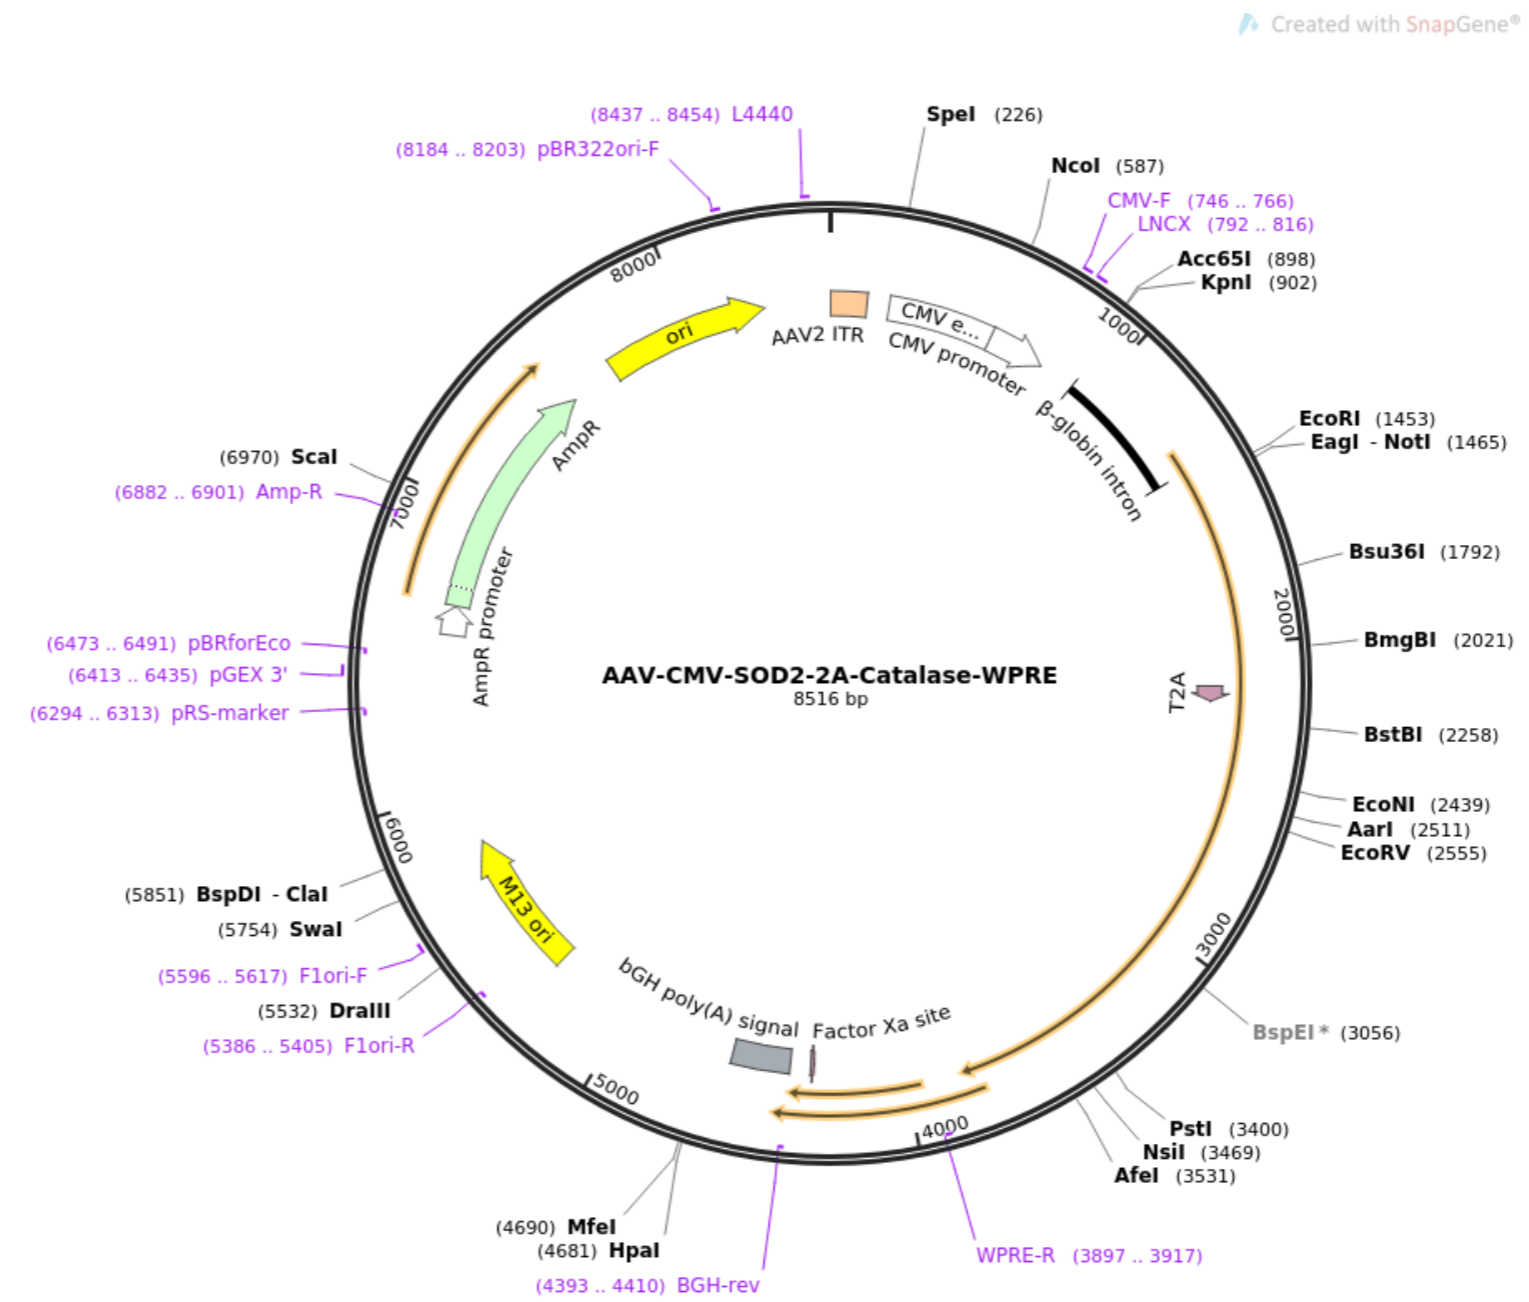 Created with SnapGene®
(8437 .. 8454) L4440
SpeI (226)
(8184 .. 8203) pBR322ori-F
NcoI (587)
CMV-F (746 .. 766)
LNCX (792 .. 816)
Acc65I (898)
KpnI (902)
8000
1000
ori
AAV2 ITR
CMV e...
CMV promoter
β-globin intron
EcoRI (1453)
EagI - NotI (1465)
AmpR
(6970) ScaI
(6882 .. 6901) Amp-R
7000
Bsu36I (1792)
2000
BmgBI (2021)
AmpR promoter
(6473 .. 6491) pBRforEco
(6413 .. 6435) pGEX 3'
(6294 .. 6313) pRS-marker
AAV-CMV-SOD2-2A-Catalase-WPRE
8516 bp
T2A
BstBI (2258)
EcoNI (2439)
AarI (2511)
EcoRV (2555)
6000
(5851) BspDI - ClaI
(5754) SwaI
M13 ori
3000
(5596 .. 5617) F1ori-F
(5532) DraIII
(5386 .. 5405) F1ori-R
bGH poly(A) signal
Factor Xa site
BspEI * (3056)
5000
4000
PstI (3400)
NsiI (3469)
AfeI (3531)
(4690) MfeI
(4681) HpaI
(4393 .. 4410) BGH-rev
WPRE-R (3897 .. 3917)